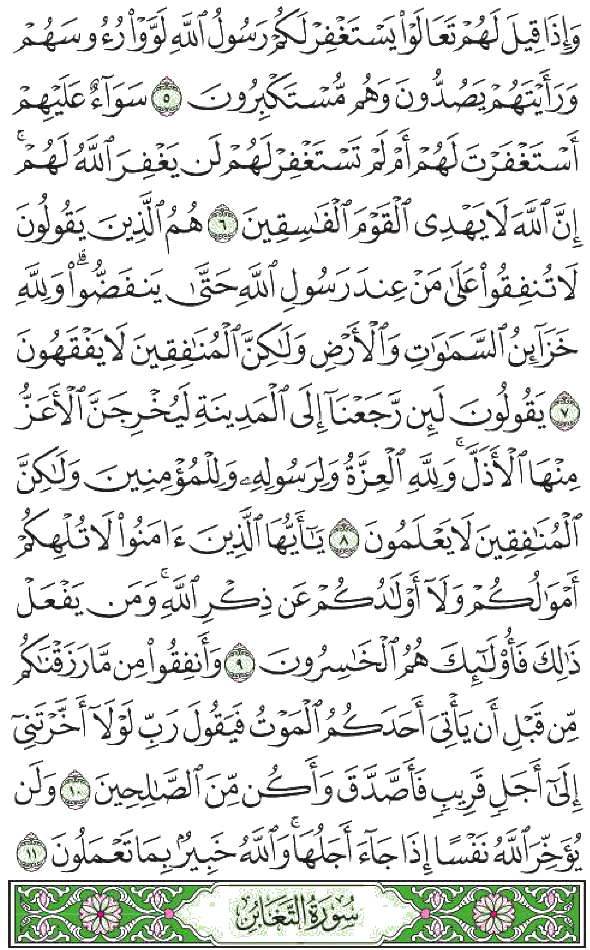 وَإِذَا قِيلَ لَهُمْ تَعَالَوْا۟ يَسْتَغْفِرْ لَكُمْ رَسُولُ ٱللَّهِ لَوَّوْا۟ رُءُوسَهُمْ
وَرَأَيْتَهُمْ يَصُدُّونَ وَهُم مُّسْتَكْبِرُونَ ٥ سَوَآءٌ عَلَيْهِمْ
أَسْتَغْفَرْتَ لَهُمْ أَمْ لَمْ تَسْتَغْفِرْ لَهُمْ لَن يَغْفِرَ ٱللَّهُ لَهُمْ ۚ
إِنَّ ٱللَّهَ لَا يَهْدِى ٱلْقَوْمَ ٱلْفَـٰسِقِينَ ٦ هُمُ ٱلَّذِينَ يَقُولُونَ
لَا تُنفِقُوا۟ عَلَىٰ مَنْ عِندَ رَسُولِ ٱللَّهِ حَتَّىٰ يَنفَضُّوا۟ ۗ وَلِلَّهِ
خَزَآئِنُ ٱلسَّمَـٰوَٰتِ وَٱلْأَرْضِ وَلَـٰكِنَّ ٱلْمُنَـٰفِقِينَ لَا يَفْقَهُونَ
٧ يَقُولُونَ لَئِن رَّجَعْنَآ إِلَى ٱلْمَدِينَةِ لَيُخْرِجَنَّ ٱلْأَعَزُّ
مِنْهَا ٱلْأَذَلَّ ۚ وَلِلَّهِ ٱلْعِزَّةُ وَلِرَسُولِهِۦ وَلِلْمُؤْمِنِينَ وَلَـٰكِنَّ
ٱلْمُنَـٰفِقِينَ لَا يَعْلَمُونَ ٨ يَـٰٓأَيُّهَا ٱلَّذِينَ ءَامَنُوا۟ لَا تُلْهِكُمْ
أَمْوَٰلُكُمْ وَلَآ أَوْلَـٰدُكُمْ عَن ذِكْرِ ٱللَّهِ ۚ وَمَن يَفْعَلْ
ذَٰلِكَ فَأُو۟لَـٰٓئِكَ هُمُ ٱلْخَـٰسِرُونَ ٩ وَأَنفِقُوا۟ مِن مَّا رَزَقْنَـٰكُم
مِّن قَبْلِ أَن يَأْتِىَ أَحَدَكُمُ ٱلْمَوْتُ فَيَقُولَ رَبِّ لَوْلَآ أَخَّرْتَنِىٓ
إِلَىٰٓ أَجَلٍ قَرِيبٍ فَأَصَّدَّقَ وَأَكُن مِّنَ ٱلصَّـٰلِحِينَ ١٠ وَلَن
يُؤَخِّرَ ٱللَّهُ نَفْسًا إِذَا جَآءَ أَجَلُهَا ۚ وَٱللَّهُ خَبِيرٌۢ بِمَا تَعْمَلُونَ ١١
سُورَةُ التَّغَابُنِ